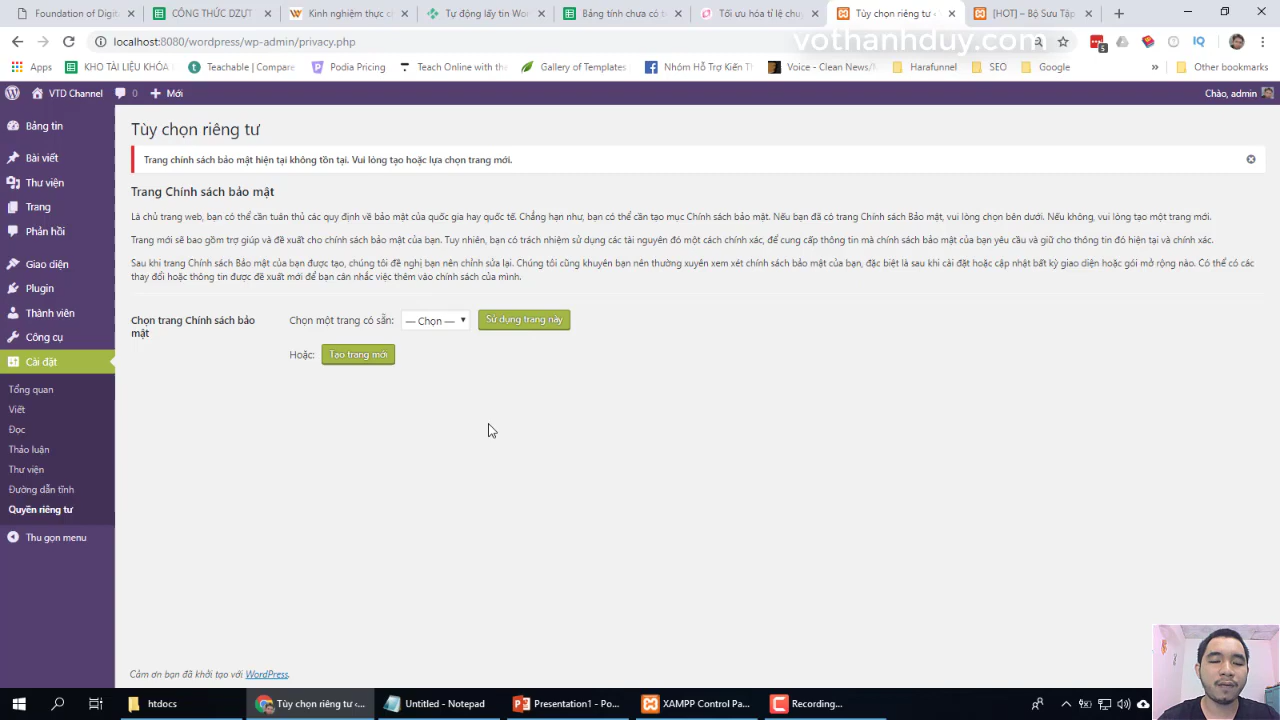 Foundation of Digita
CÔNG THỨC DZỰT
Kinh nghiệm thực c
Tự động lấy tin Wor
Bảng tính chưa có t
Tối ưu hóa tỉ lệ chu
Tùy chọn riêng tư
[HOT] – Bộ Sưu Tập
localhost:8080/wordpress/wp-admin/privacy.php
vothanhduy.com
5
IQ
Apps
KHO TÀI LIỆU KHÓA
Teachable | Compare
Podia Pricing
Teach Online with the
Gallery of Templates
Nhóm Hỗ Trợ Kiến Th
Voice - Clean News/M
Harafunnel
SEO
Google
»
Other bookmarks
VTD Channel
0
Mới
Chào, admin
Bảng tin
Bài viết
Thư viện
Trang
Phản hồi
Giao diện
Plugin
Thành viên
Công cụ
Cài đặt
Tổng quan
Viết
Đọc
Thảo luận
Thư viện
Đường dẫn tĩnh
Quyền riêng tư
Thu gọn menu
Tùy chọn riêng tư
Trang chính sách bảo mật hiện tại không tồn tại. Vui lòng tạo hoặc lựa chọn trang mới.
Trang Chính sách bảo mật
Là chủ trang web, bạn có thể cần tuân thủ các quy định về bảo mật của quốc gia hay quốc tế. Chẳng hạn như, bạn có thể cần tạo mục Chính sách bảo mật. Nếu bạn đã có trang Chính sách Bảo mật, vui lòng chọn bên dưới. Nếu không, vui lòng tạo một trang mới.
Trang mới sẽ bao gồm trợ giúp và đề xuất cho chính sách bảo mật của bạn. Tuy nhiên, bạn có trách nhiệm sử dụng các tài nguyên đó một cách chính xác, để cung cấp thông tin mà chính sách bảo mật của bạn yêu cầu và giữ cho thông tin đó hiện tại và chính xác.
Sau khi trang Chính sách Bảo mật của bạn được tạo, chúng tôi đề nghị bạn nên chỉnh sửa lại. Chúng tôi cũng khuyên bạn nên thường xuyên xem xét chính sách bảo mật của bạn, đặc biệt là sau khi cài đặt hoặc cập nhật bất kỳ giao diện hoặc gói mở rộng nào. Có thể có các
thay đổi hoặc thông tin được đề xuất mới để bạn cân nhắc việc thêm vào chính sách của mình.
Chọn trang Chính sách bảo
mật
Chọn một trang có sẵn:
— Chọn —
Sử dụng trang này
Hoặc:
Tạo trang mới
Cảm ơn bạn đã khởi tạo với WordPress.
htdocs
Tùy chọn riêng tư ‹...
Untitled - Notepad
Presentation1 - Po...
XAMPP Control Pa...
Recording...